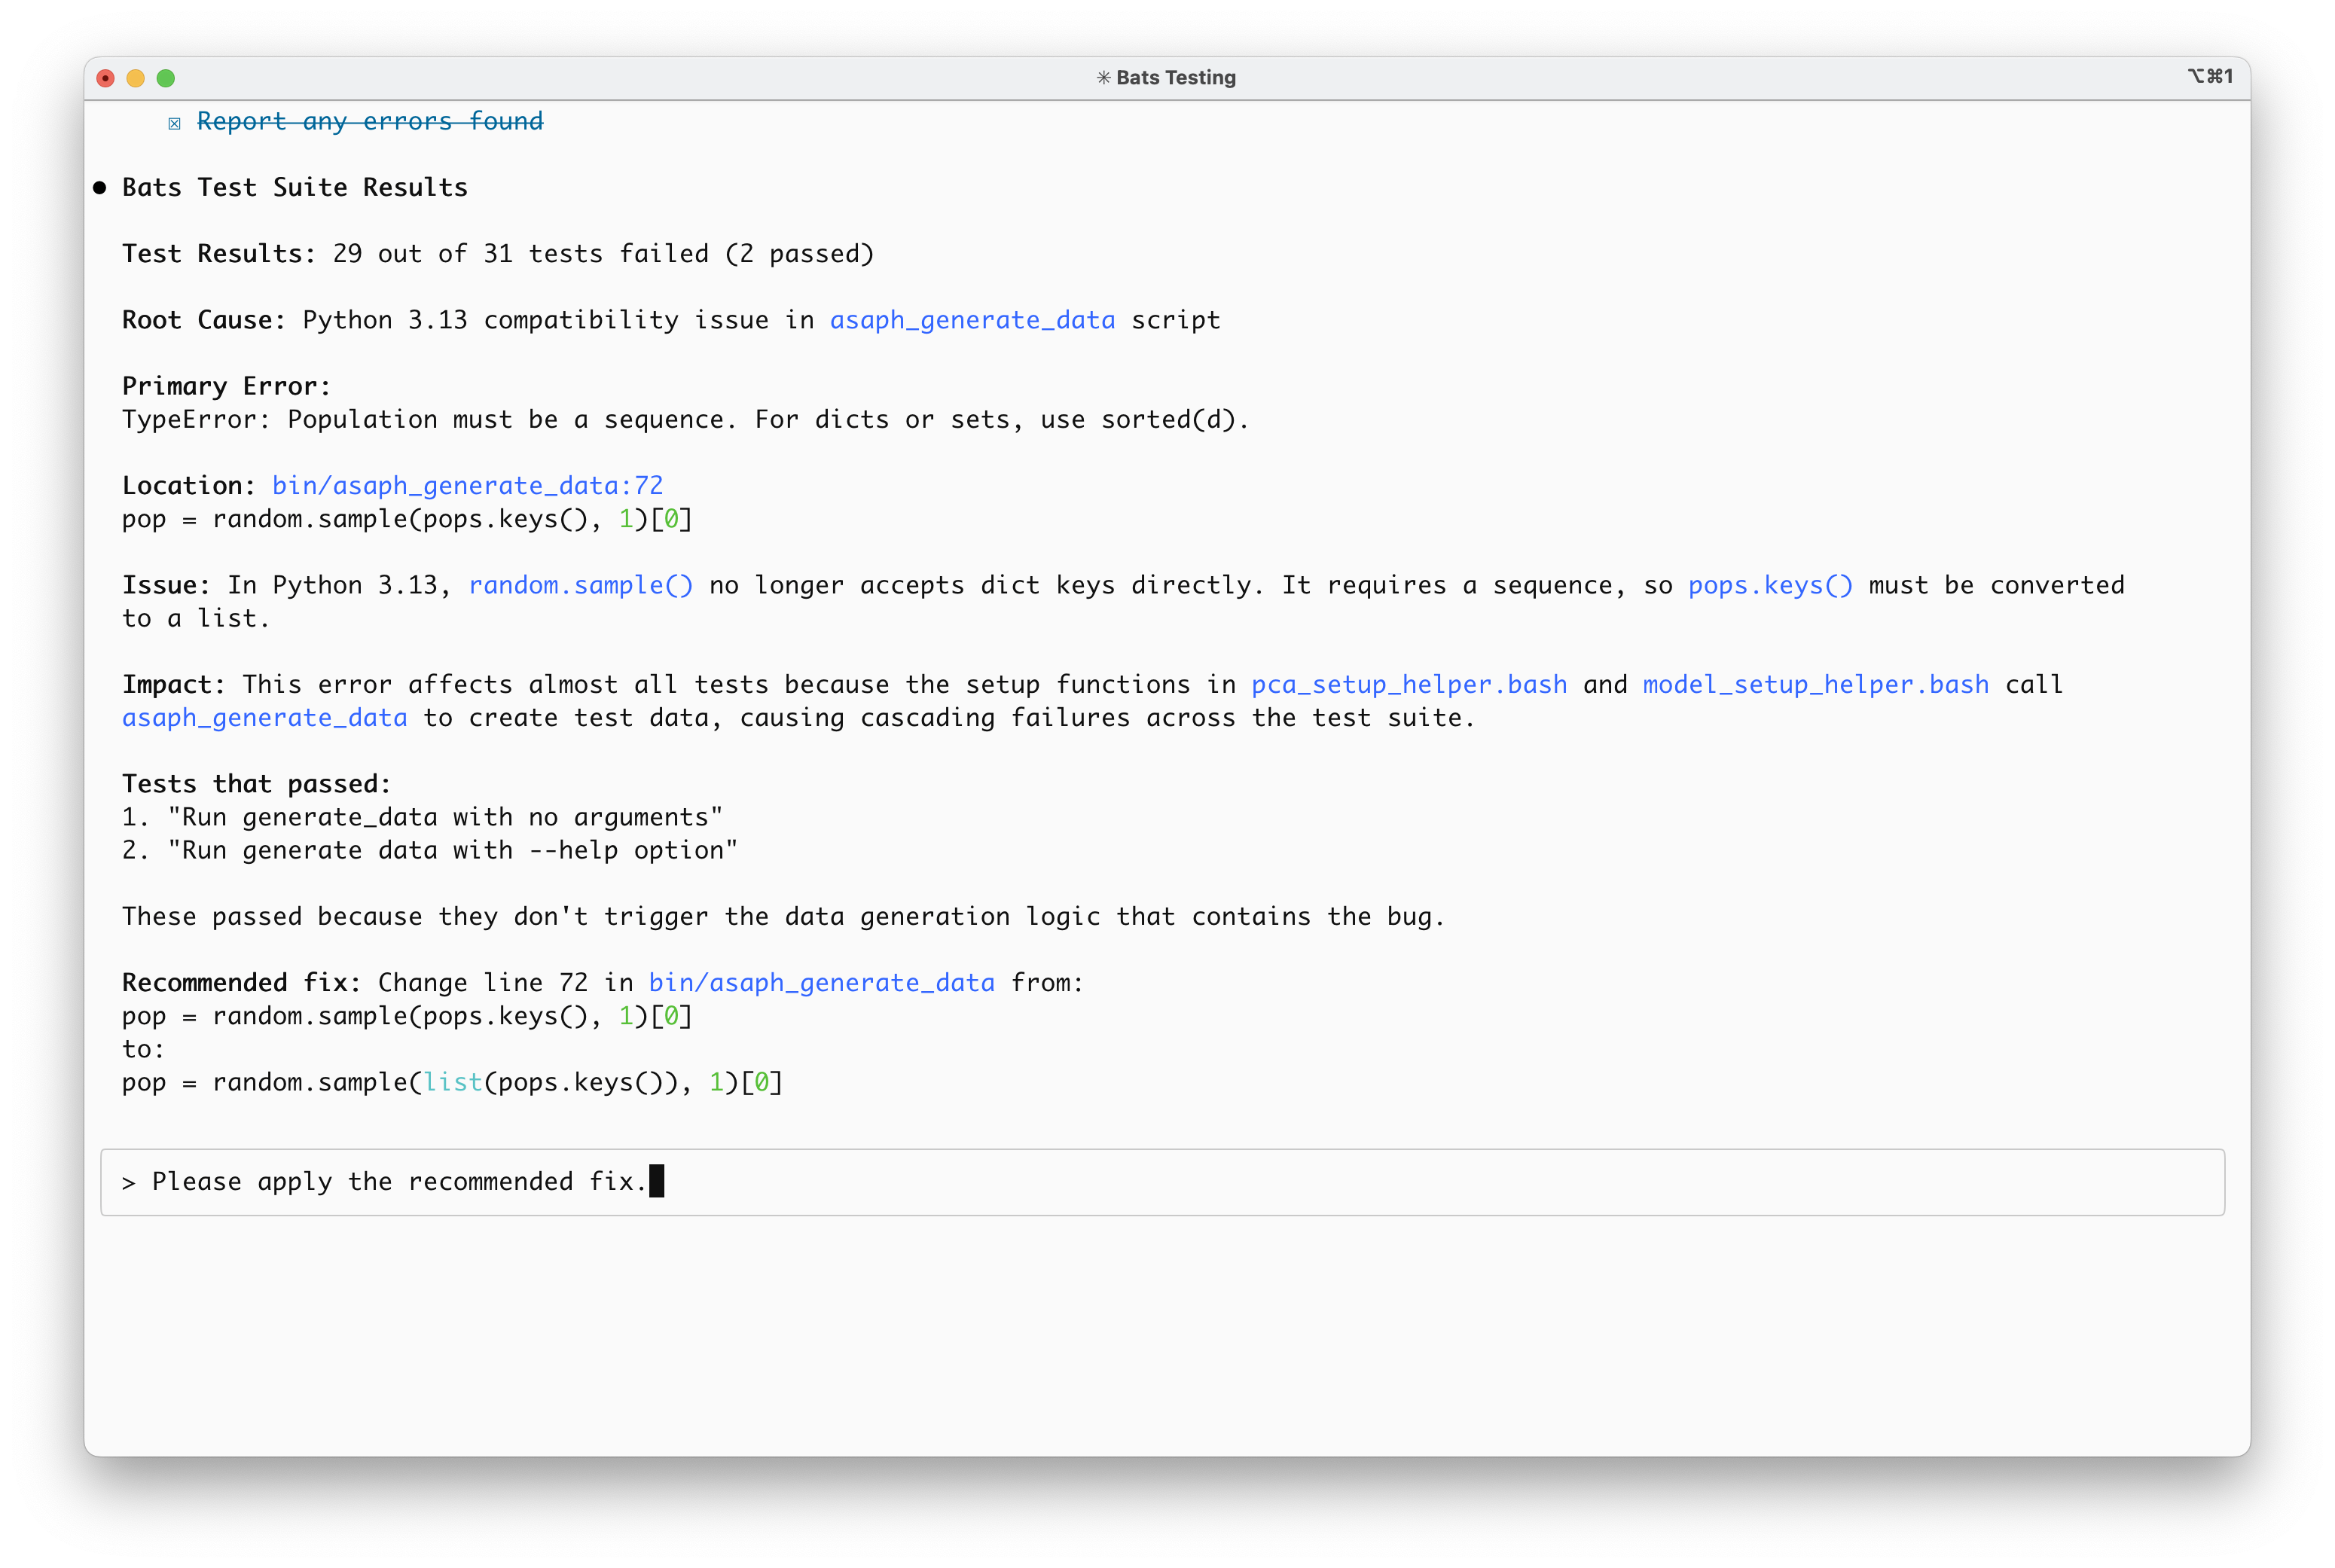 ✳ Bats Testing
⌥⌘1
☒ Report any errors found
● Bats Test Suite Results
Test Results: 29 out of 31 tests failed (2 passed)
Root Cause: Python 3.13 compatibility issue in asaph_generate_data script
Primary Error:
TypeError: Population must be a sequence. For dicts or sets, use sorted(d).
Location: bin/asaph_generate_data:72
pop = random.sample(pops.keys(), 1)[0]
Issue: In Python 3.13, random.sample() no longer accepts dict keys directly. It requires a sequence, so pops.keys() must be converted
to a list.
Impact: This error affects almost all tests because the setup functions in pca_setup_helper.bash and model_setup_helper.bash call
asaph_generate_data to create test data, causing cascading failures across the test suite.
Tests that passed:
1. "Run generate_data with no arguments"
2. "Run generate data with --help option"
These passed because they don't trigger the data generation logic that contains the bug.
Recommended fix: Change line 72 in bin/asaph_generate_data from:
pop = random.sample(pops.keys(), 1)[0]
to:
pop = random.sample(list(pops.keys()), 1)[0]
> Please apply the recommended fix.